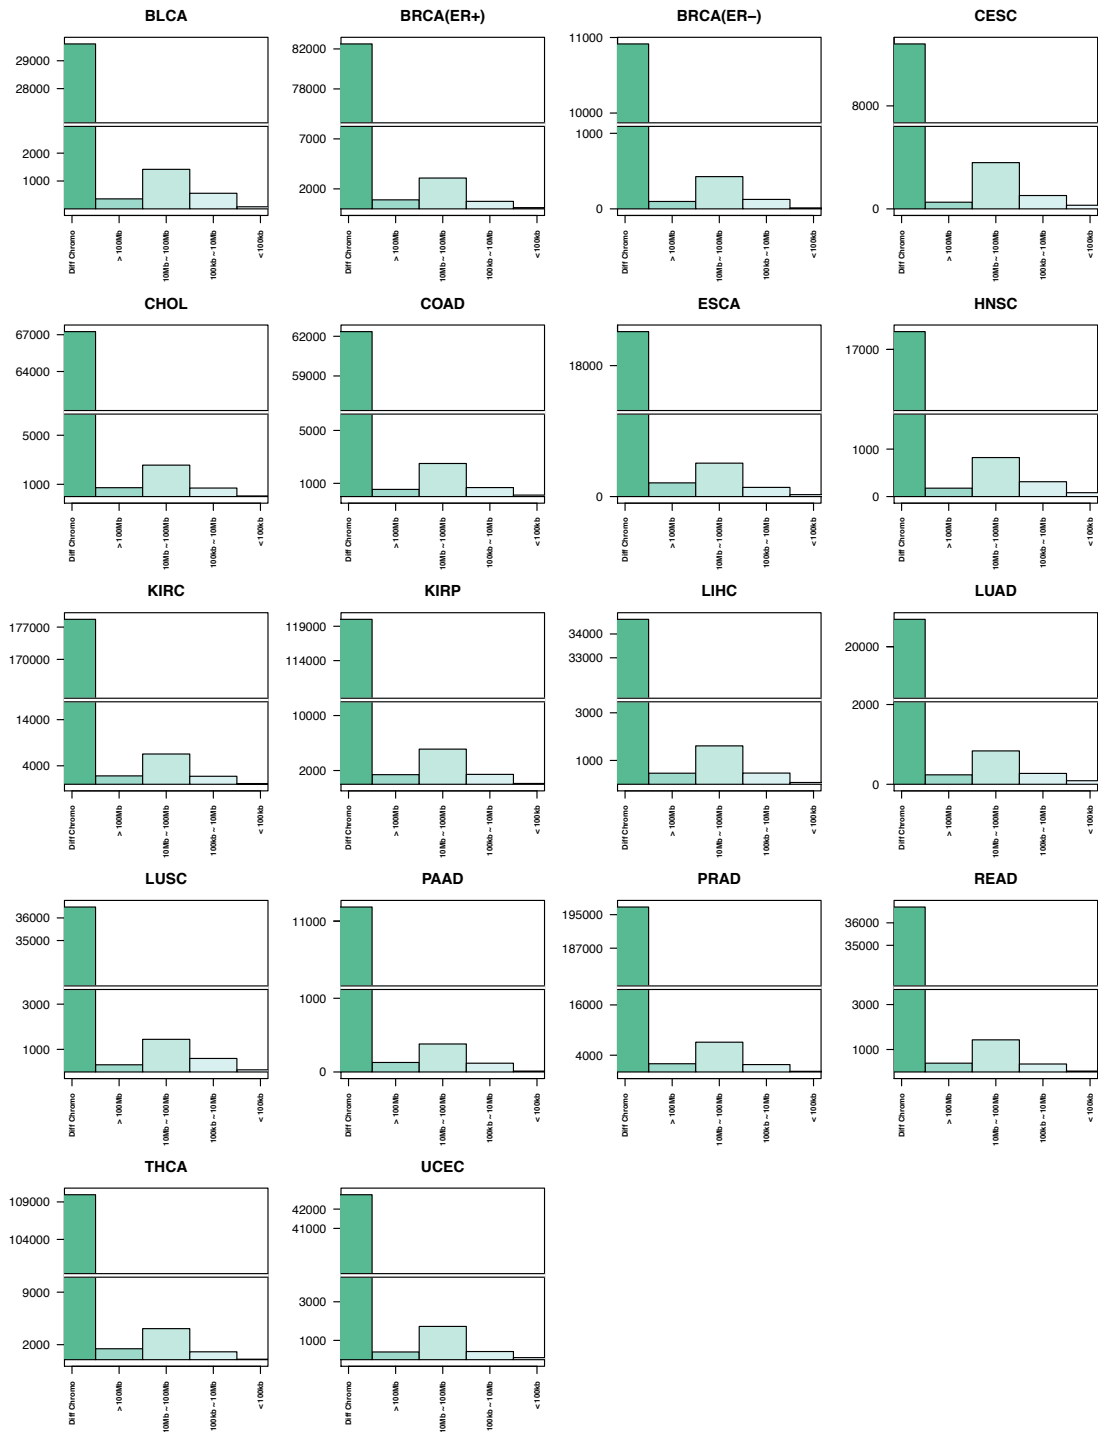 BLCA BRCA(ER+) BRCA(ER−) CESC
29000
28000
2000
1000
Diff Chromo
> 100Mb
10Mb ~ 100Mb
100kb ~ 10Mb
< 100kb
82000
78000
7000
2000
Diff Chromo
> 100Mb
10Mb ~ 100Mb
100kb ~ 10Mb
< 100kb
11000
10000
1000
0
Diff Chromo
> 100Mb
10Mb ~ 100Mb
100kb ~ 10Mb
< 100kb
8000
0
Diff Chromo
> 100Mb
10Mb ~ 100Mb
100kb ~ 10Mb
< 100kb
CHOL COAD ESCA HNSC
67000
64000
5000
1000
Diff Chromo
> 100Mb
10Mb ~ 100Mb
100kb ~ 10Mb
< 100kb
62000
59000
5000
1000
Diff Chromo
> 100Mb
10Mb ~ 100Mb
100kb ~ 10Mb
< 100kb
18000
0
Diff Chromo
> 100Mb
10Mb ~ 100Mb
100kb ~ 10Mb
< 100kb
17000
1000
0
Diff Chromo
> 100Mb
10Mb ~ 100Mb
100kb ~ 10Mb
< 100kb
KIRC KIRP LIHC LUAD
177000
170000
14000
4000
Diff Chromo
> 100Mb
10Mb ~ 100Mb
100kb ~ 10Mb
< 100kb
119000
114000
10000
2000
Diff Chromo
> 100Mb
10Mb ~ 100Mb
100kb ~ 10Mb
< 100kb
34000
33000
3000
1000
Diff Chromo
> 100Mb
10Mb ~ 100Mb
100kb ~ 10Mb
< 100kb
20000
2000
0
Diff Chromo
> 100Mb
10Mb ~ 100Mb
100kb ~ 10Mb
< 100kb
LUSC PAAD PRAD READ
36000
35000
3000
1000
Diff Chromo
> 100Mb
10Mb ~ 100Mb
100kb ~ 10Mb
< 100kb
11000
1000
0
Diff Chromo
> 100Mb
10Mb ~ 100Mb
100kb ~ 10Mb
< 100kb
195000
187000
16000
4000
Diff Chromo
> 100Mb
10Mb ~ 100Mb
100kb ~ 10Mb
< 100kb
36000
35000
3000
1000
Diff Chromo
> 100Mb
10Mb ~ 100Mb
100kb ~ 10Mb
< 100kb
THCA UCEC
109000
104000
9000
2000
Diff Chromo
> 100Mb
10Mb ~ 100Mb
100kb ~ 10Mb
< 100kb
42000
41000
3000
1000
Diff Chromo
> 100Mb
10Mb ~ 100Mb
100kb ~ 10Mb
< 100kb